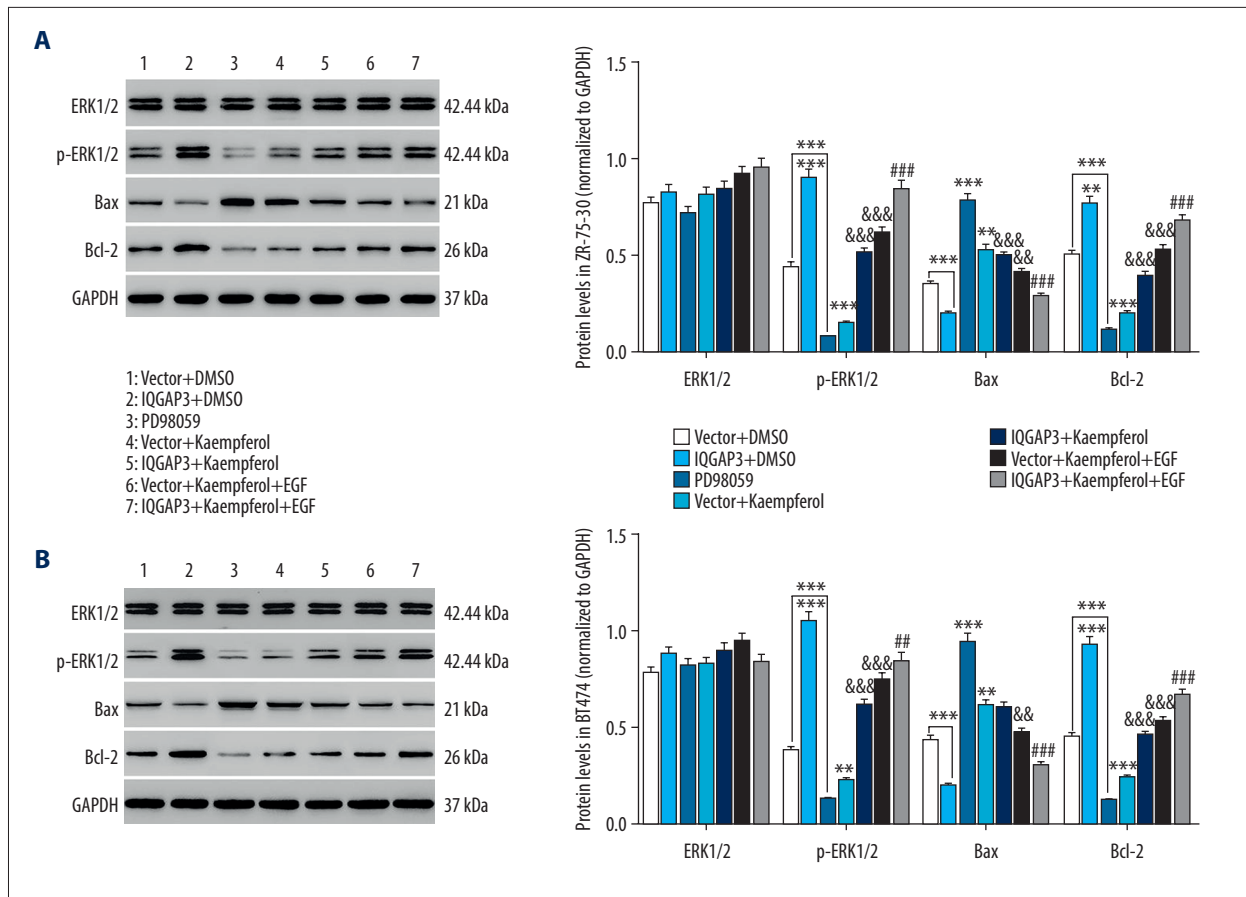 A
1 2 3 4 5 6 7
ERK1/2 42.44 kDa
p-ERK1/2 42.44 kDa
Bax 21 kDa
Bcl-2 26 kDa
GAPDH 37 kDa
1: Vector+DMSO
2: IQGAP3+DMSO
3: PD98059
4: Vector+Kaempferol
5: IQGAP3+Kaempferol
6: Vector+Kaempferol+EGF
7: IQGAP3+Kaempferol+EGF
Protein levels in ZR-75-30 (normalized to GAPDH)
1.5
1.0
0.5
0.0
***
***
***
&&&
&&&
###
***
***
**
&&&
&&
###
***
**
***
&&&
&&&
###
ERK1/2 p-ERK1/2 Bax Bcl-2
Vector+DMSO
IQGAP3+DMSO
PD98059
Vector+Kaempferol
IQGAP3+Kaempferol
Vector+Kaempferol+EGF
IQGAP3+Kaempferol+EGF
B
1 2 3 4 5 6 7
ERK1/2 42.44 kDa
p-ERK1/2 42.44 kDa
Bax 21 kDa
Bcl-2 26 kDa
GAPDH 37 kDa
Protein levels in BT474 (normalized to GAPDH)
1.5
1.0
0.5
0.0
***
***
**
&&&
&&&
##
***
***
**
&&
###
***
***
***
&&&
&&&
###
ERK1/2 p-ERK1/2 Bax Bcl-2